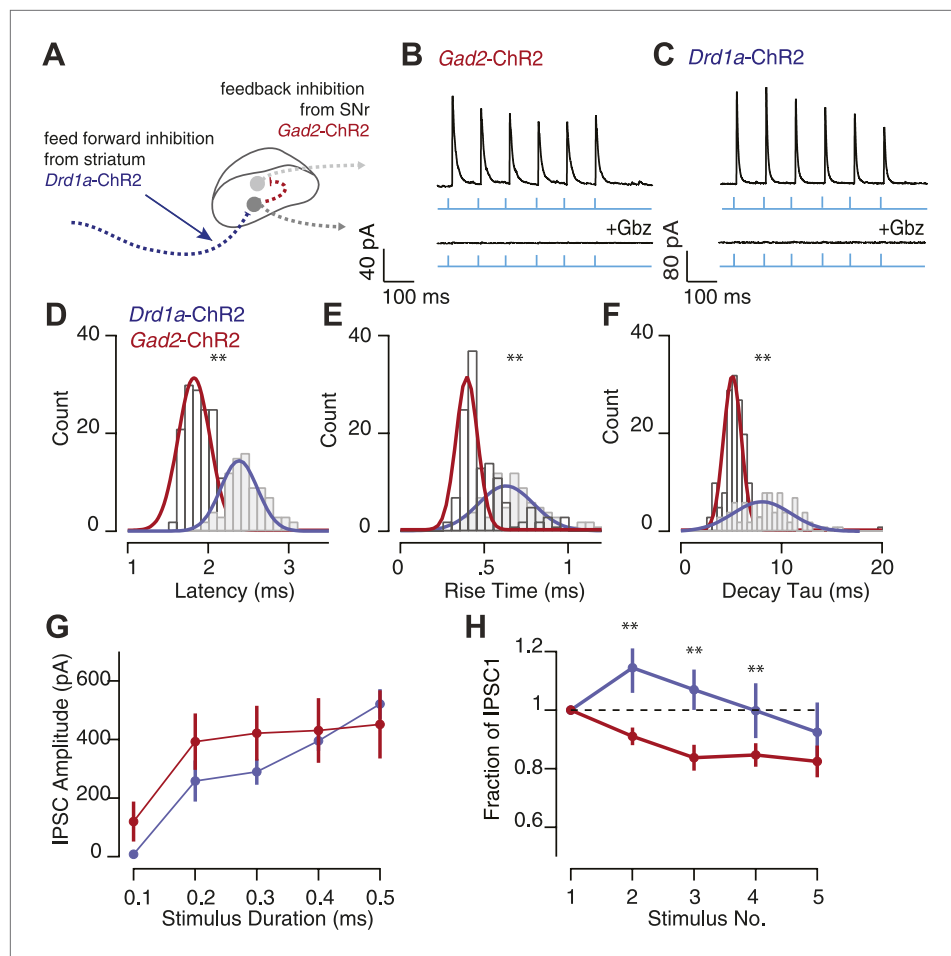 A
feedback inhibition
from SNr
Gad2-ChR2
feed forward inhibition
from striatum
Drd1a-ChR2
B
Gad2-ChR2
+Gbz
40 pA
100 ms
C
Drd1a-ChR2
+Gbz
80 pA
100 ms
D
Drd1a-ChR2
Gad2-ChR2
**
40
20
0
Count
1
2
3
Latency (ms)
E
**
40
20
0
Count
0
.5
1
Rise Time (ms)
F
**
40
20
0
Count
0
10
20
Decay Tau (ms)
G
600
400
200
0
IPSC Amplitude (pA)
0.1
0.2
0.3
0.4
0.5
Stimulus Duration (ms)
H
**
**
**
1.2
1
0.8
0.6
Fraction of IPSC1
1
2
3
4
5
Stimulus No.